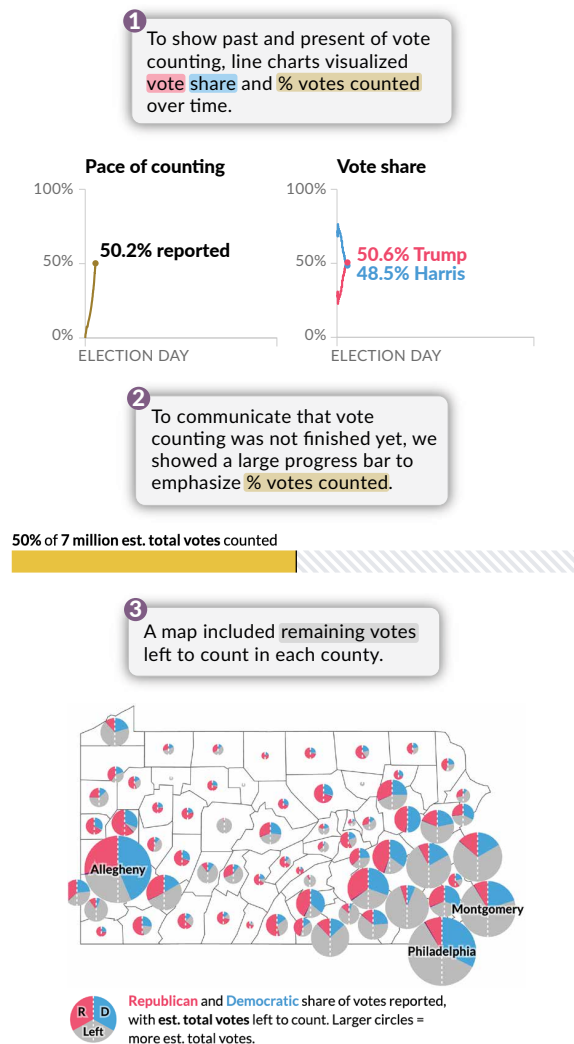 1
To show past and present of vote
counting, line charts visualized
vote share and % votes counted
over time.
Pace of counting
Vote share
100%
50%
0%
50.2% reported
ELECTION DAY
100%
50%
0%
50.6% Trump
48.5% Harris
ELECTION DAY
2
To communicate that vote
counting was not finished yet, we
showed a large progress bar to
emphasize % votes counted.
50% of 7 million est. total votes counted
3
A map included remaining votes
left to count in each county.
Allegheny
Montgomery
Philadelphia
R D
Left
Republican and Democratic share of votes reported,
with est. total votes left to count. Larger circles =
more est. total votes.